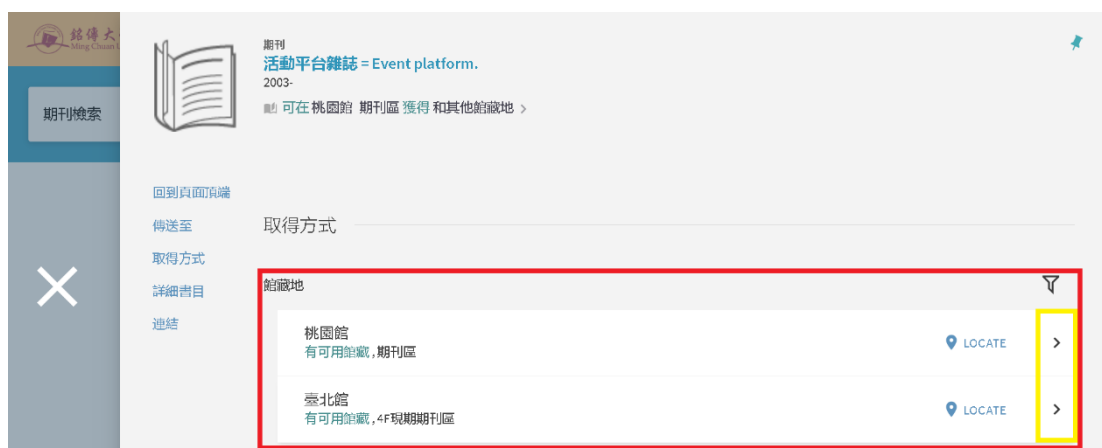 銘傳大
Ming Chuan U
期刊檢索
期刊
活動平台雜誌 = Event platform.
2003-
可在 桃園館 期刊區 獲得 和其他館藏地
回到頁面頂端
傳送至
取得方式
詳細書目
連結
取得方式
館藏地
桃園館
有可用館藏 , 期刊區
LOCATE
臺北館
有可用館藏 , 4F現期期刊區
LOCATE